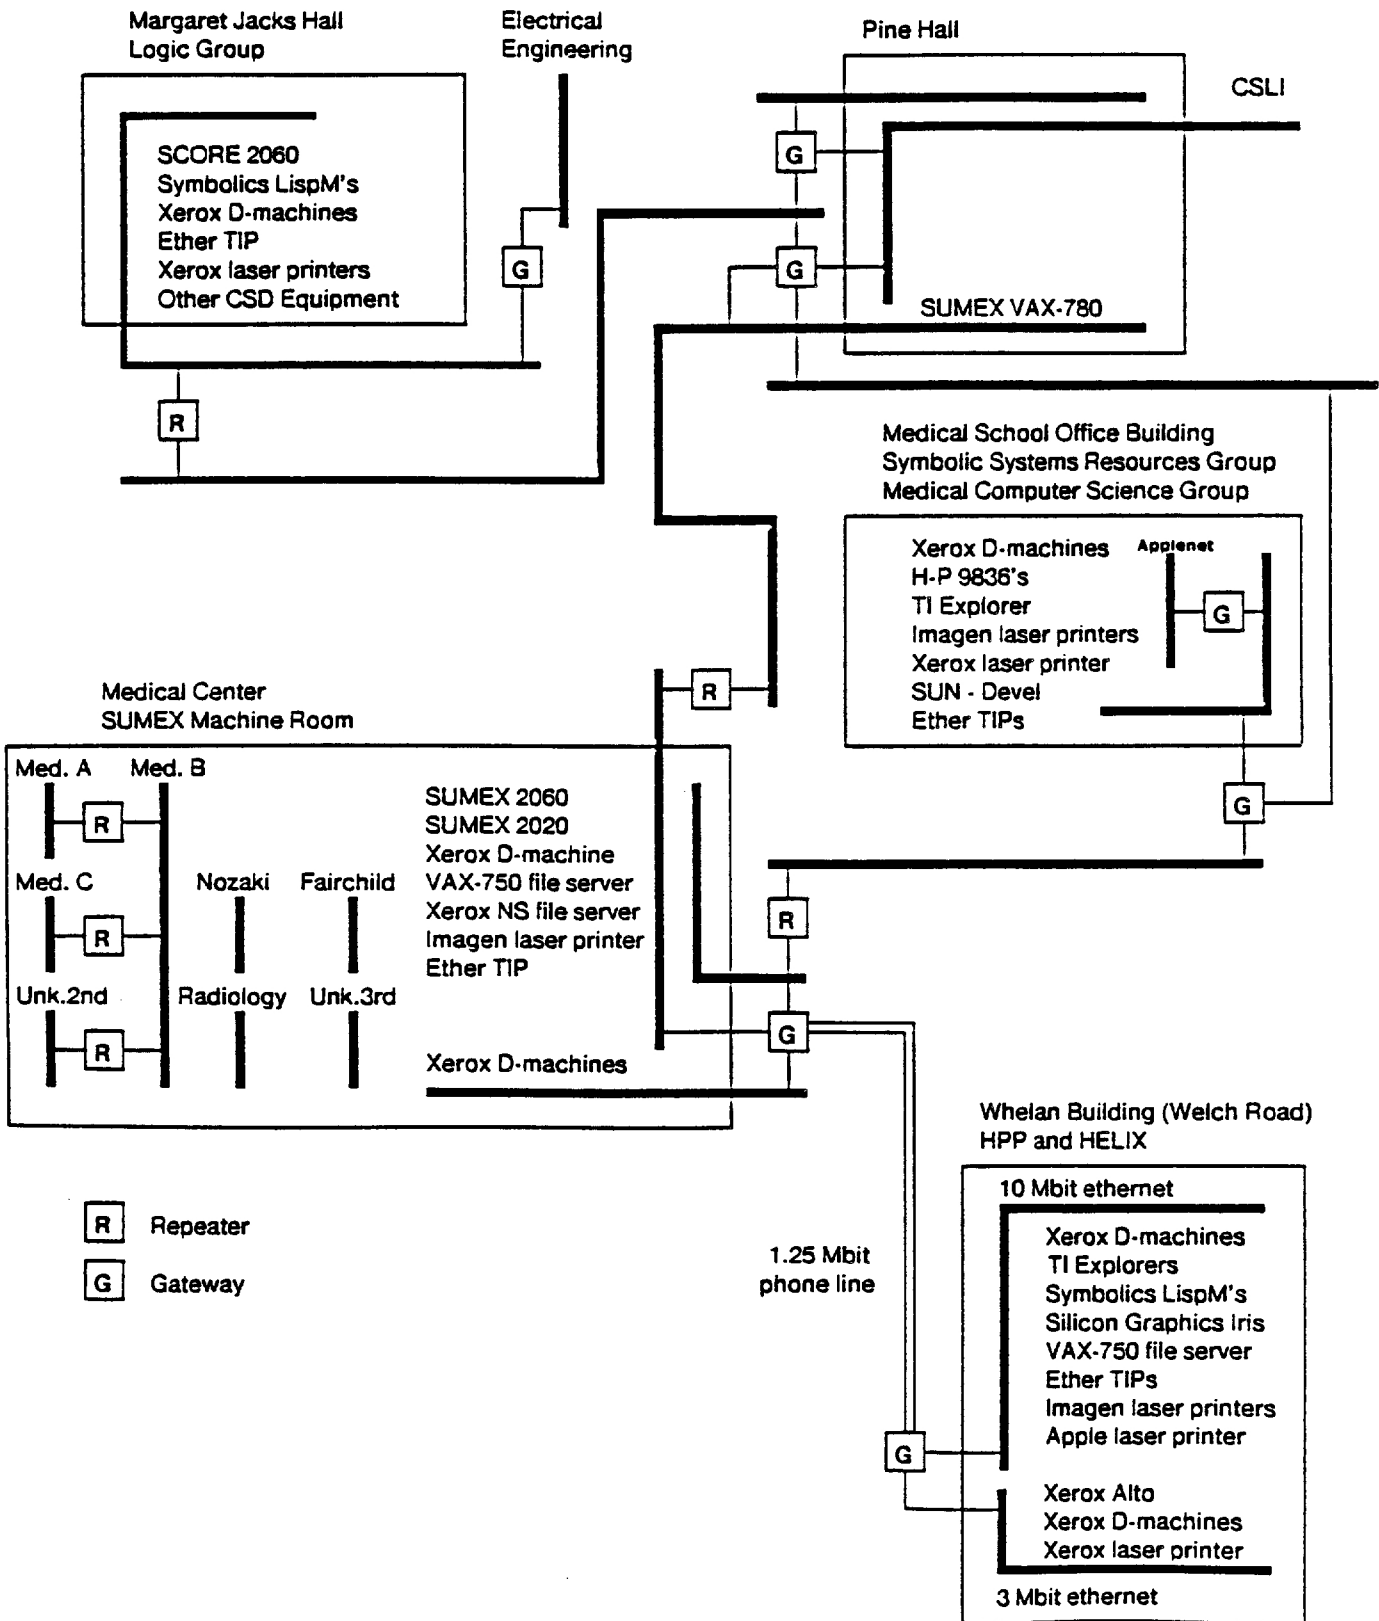 Margaret Jacks Hall
Logic Group
SCORE 2060
Symbolics LispM's
Xerox D-machines
Ether TIP
Xerox laser printers
Other CSD Equipment
R
Electrical
Engineering
G
Pine Hall
CSLI
G
G
SUMEX VAX-780
Medical School Office Building
Symbolic Systems Resources Group
Medical Computer Science Group
Xerox D-machines
H-P 9836's
TI Explorer
Imagen laser printers
Xerox laser printer
SUN - Devel
Ether TIPs
Applenet
G
G
R
R
Medical Center
SUMEX Machine Room
Med. A
Med. B
R
Med. C
R
Nozaki
Fairchild
Unk.2nd
R
Radiology
Unk.3rd
SUMEX 2060
SUMEX 2020
Xerox D-machine
VAX-750 file server
Xerox NS file server
Imagen laser printer
Ether TIP
G
Xerox D-machines
R Repeater
G Gateway
1.25 Mbit
phone line
Whelan Building (Welch Road)
HPP and HELIX
10 Mbit ethernet
Xerox D-machines
TI Explorers
Symbolics LispM's
Silicon Graphics Iris
VAX-750 file server
Ether TIPs
Imagen laser printers
Apple laser printer
G
Xerox Alto
Xerox D-machines
Xerox laser printer
3 Mbit ethernet